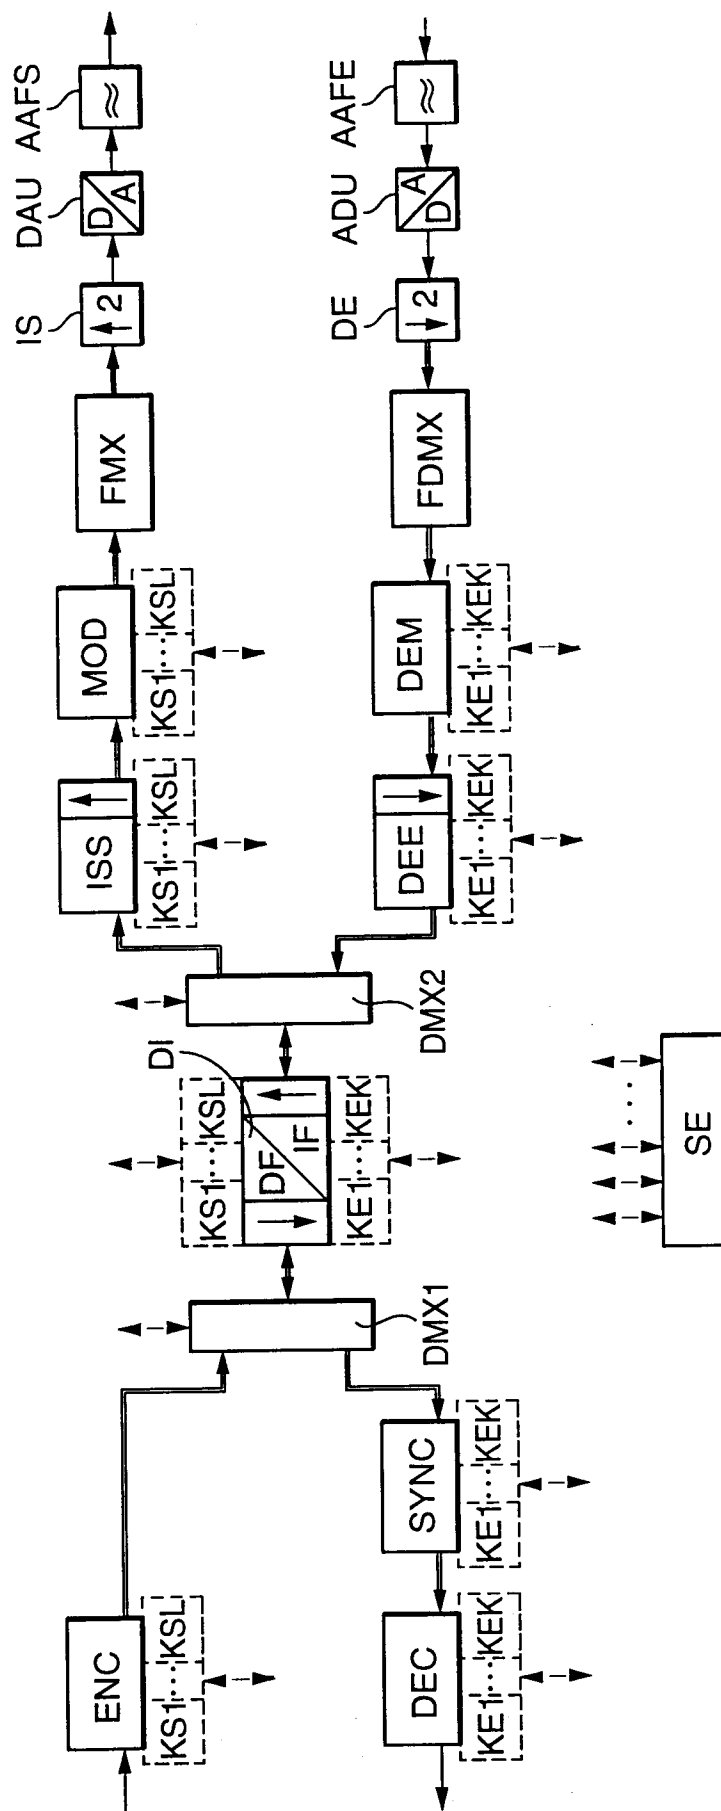 ENC
KS1...KSL
DMX1
KS1...KSL
DI
DF
IF
KE1...KEK
DMX2
ISS
KS1...KSL
MOD
KS1...KSL
FMX
IS
2
DAU
D
A
AAFS
≈
DEC
KE1...KEK
SYNC
KE1...KEK
DEE
KE1...KEK
DEM
KE1...KEK
FDMX
DE
2
ADU
A
D
AAFE
≈
SE
....